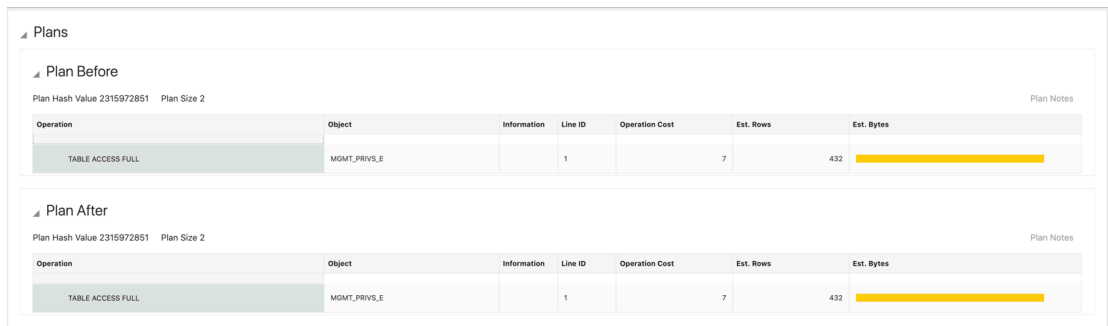 Plans
Plan Before
Plan Hash Value 2315972851 Plan Size 2 Plan Notes
Operation Object Information Line ID Operation Cost Est. Rows Est. Bytes
TABLE ACCESS FULL MGMT_PRIVS_E 1 7 432
Plan After
Plan Hash Value 2315972851 Plan Size 2 Plan Notes
Operation Object Information Line ID Operation Cost Est. Rows Est. Bytes
TABLE ACCESS FULL MGMT_PRIVS_E 1 7 432